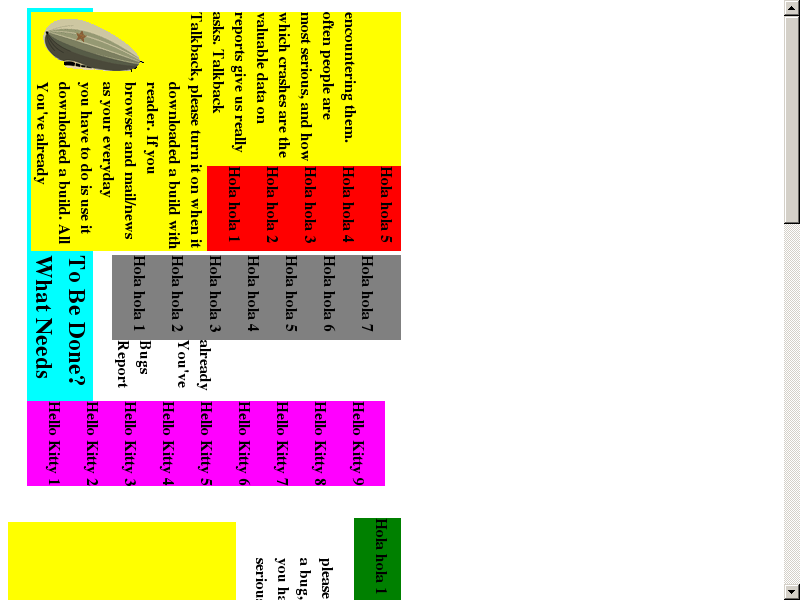 You've already
downloaded a build. All
you have to do is use it
as your everyday
browser and mail/news
reader. If you
downloaded a build with
Talkback, please turn it on when it
asks. Talkback
reports give us really
valuable data on
which crashes are the
most serious, and how
often people are
encountering them.
Hola hola 1
Hola hola 2
Hola hola 3
Hola hola 4
Hola hola 5
What Needs
To Be Done?
Hola hola 1
Hola hola 2
Hola hola 3
Hola hola 4
Hola hola 5
Hola hola 6
Hola hola 7
Report
Bugs
You've
already
Hello Kitty 1
Hello Kitty 2
Hello Kitty 3
Hello Kitty 4
Hello Kitty 5
Hello Kitty 6
Hello Kitty 7
Hello Kitty 8
Hello Kitty 9
you
a bug,
please
Hola hola 1